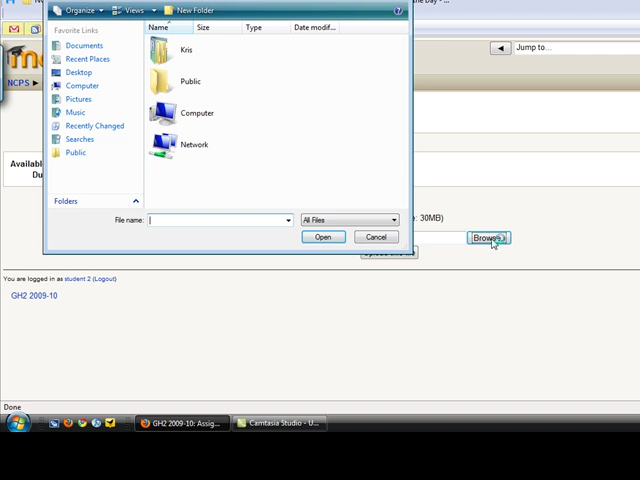 Organize Views New Folder
the Day - ...
Name Size Type Date modif...
Favorite Links
Documents
Recent Places
Desktop
Computer
Pictures
Music
Recently Changed
Searches
Public
Folders
Kris
Public
Computer
Network
File name: All Files
Open Cancel
Jump to...
NCPS
Availab
Du
: 30MB)
Brows
You are logged in as student 2 (Logout)
GH2 2009-10
Done
GH2 2009-10: Assig... Camtasia Studio - U...